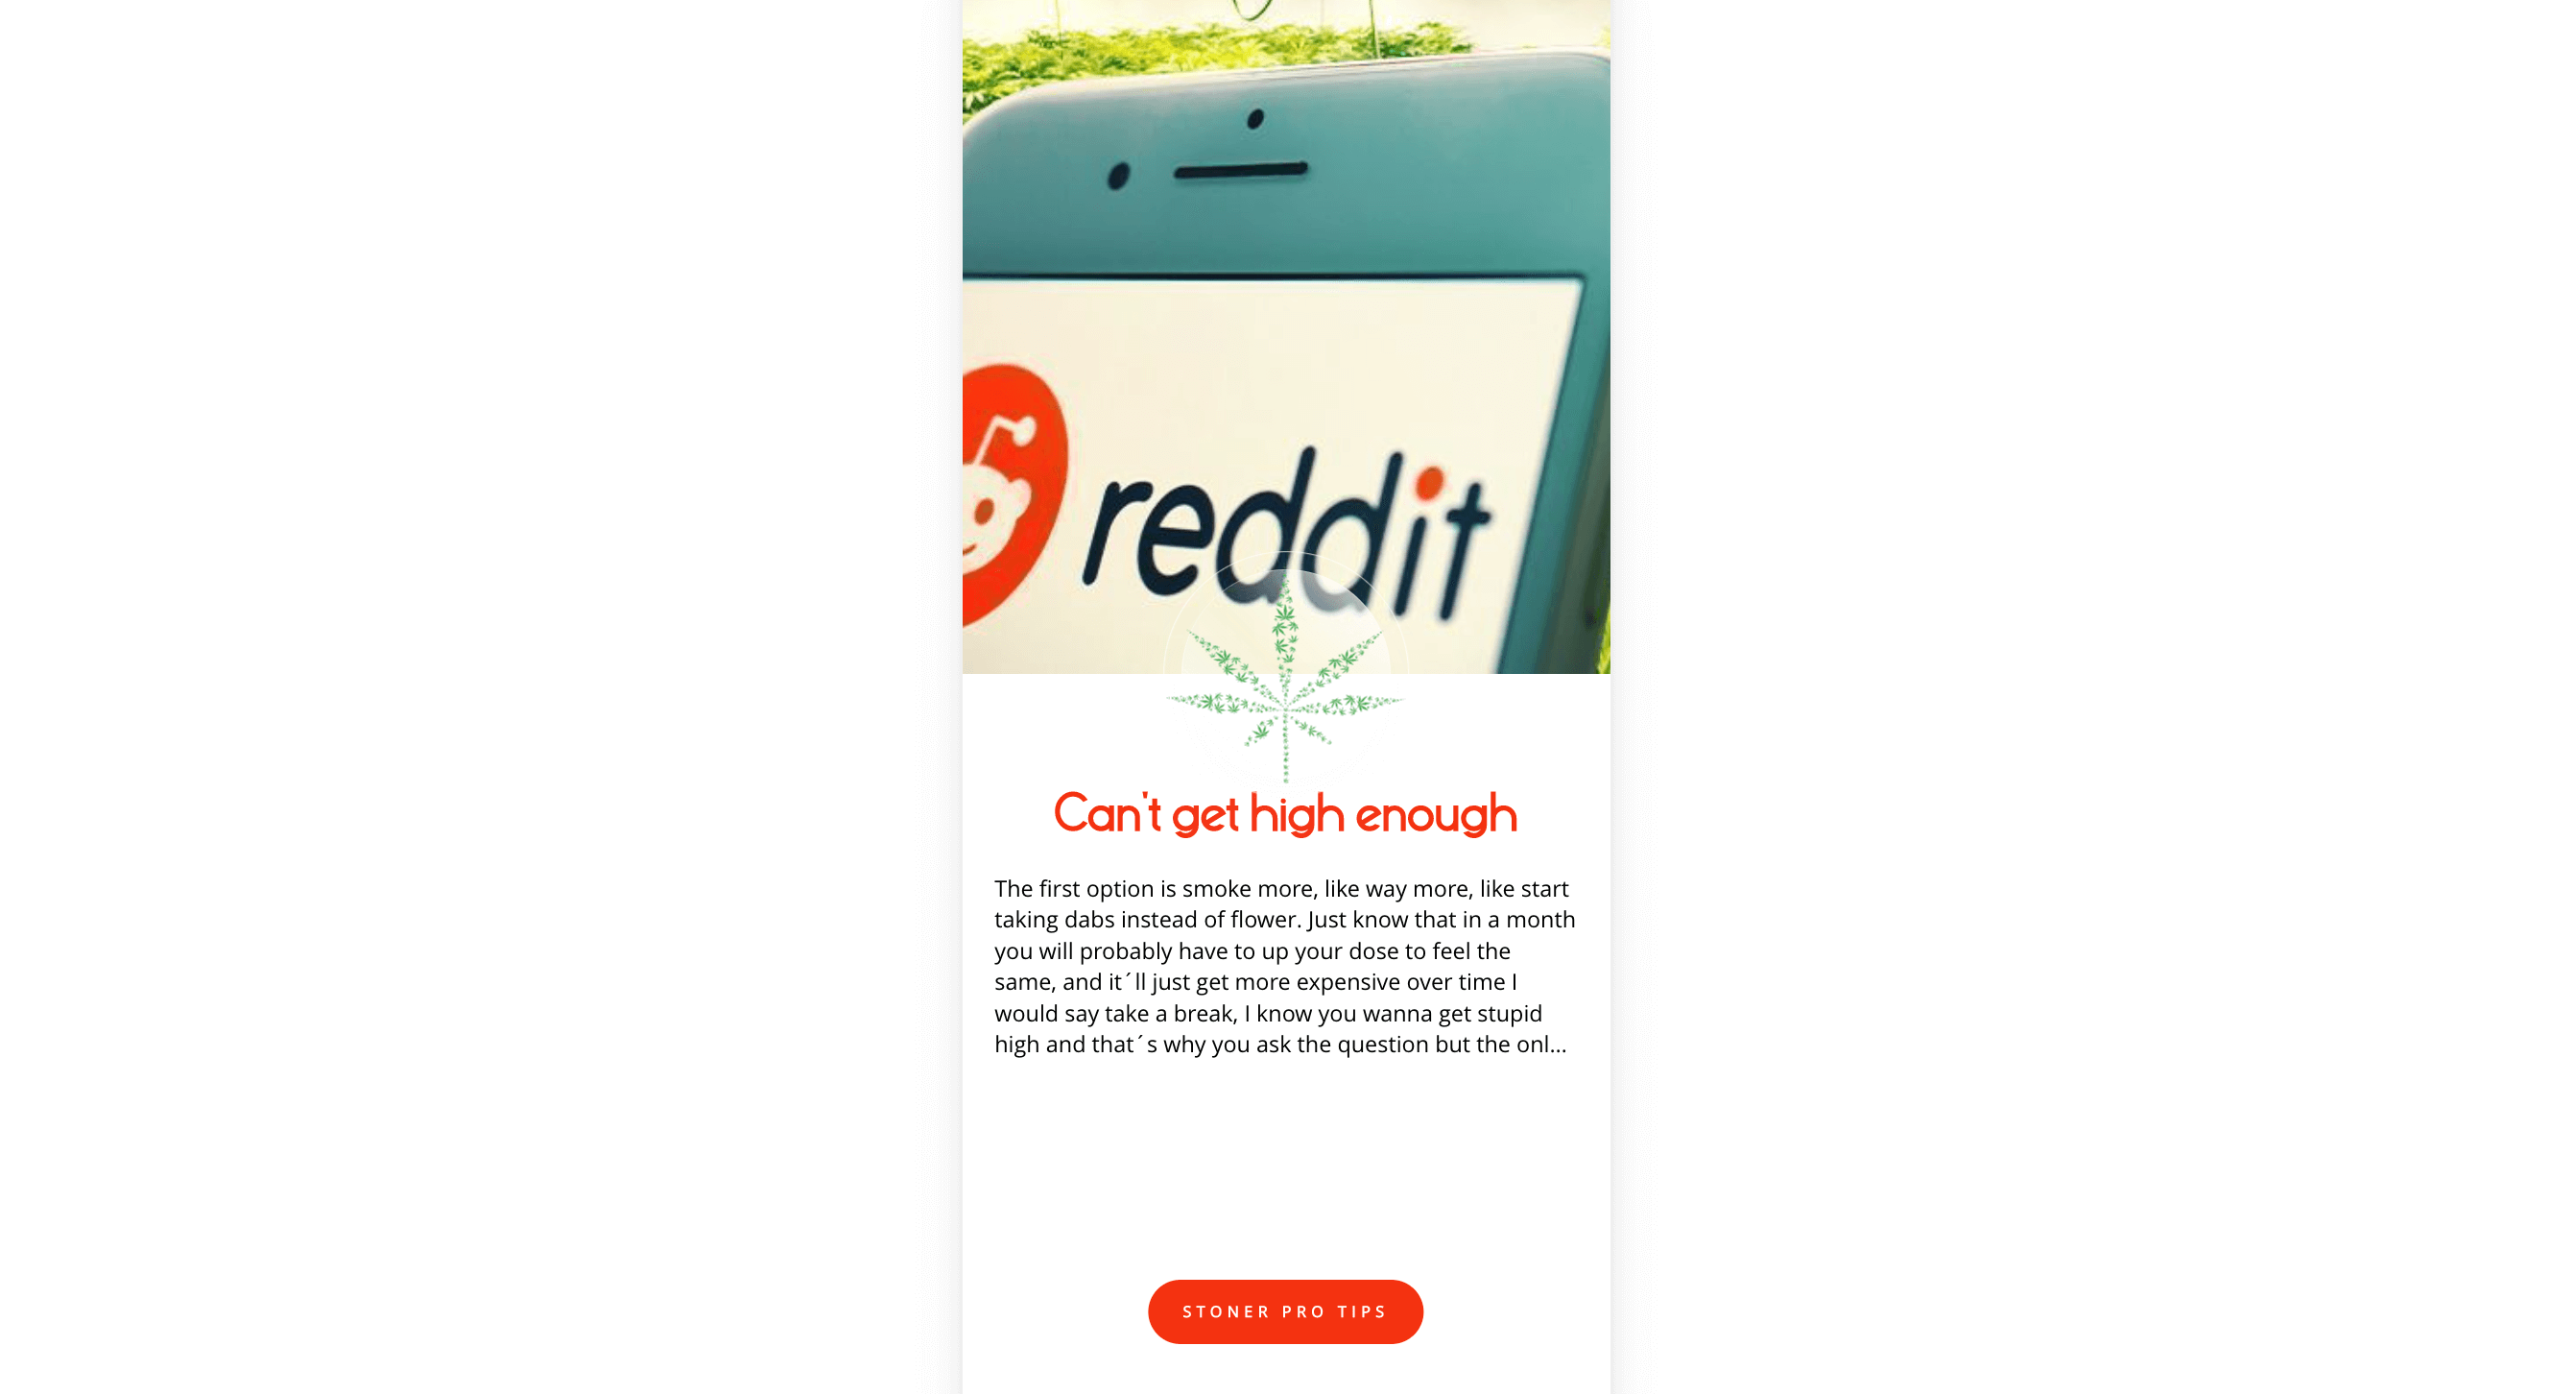 reddit
Can't get high enough
The first option is smoke more, like way more, like start
taking dabs instead of flower. Just know that in a month
you will probably have to up your dose to feel the
same, and it´ll just get more expensive over time I
would say take a break, I know you wanna get stupid
high and that´s why you ask the question but the onl...
STONER PRO TIPS